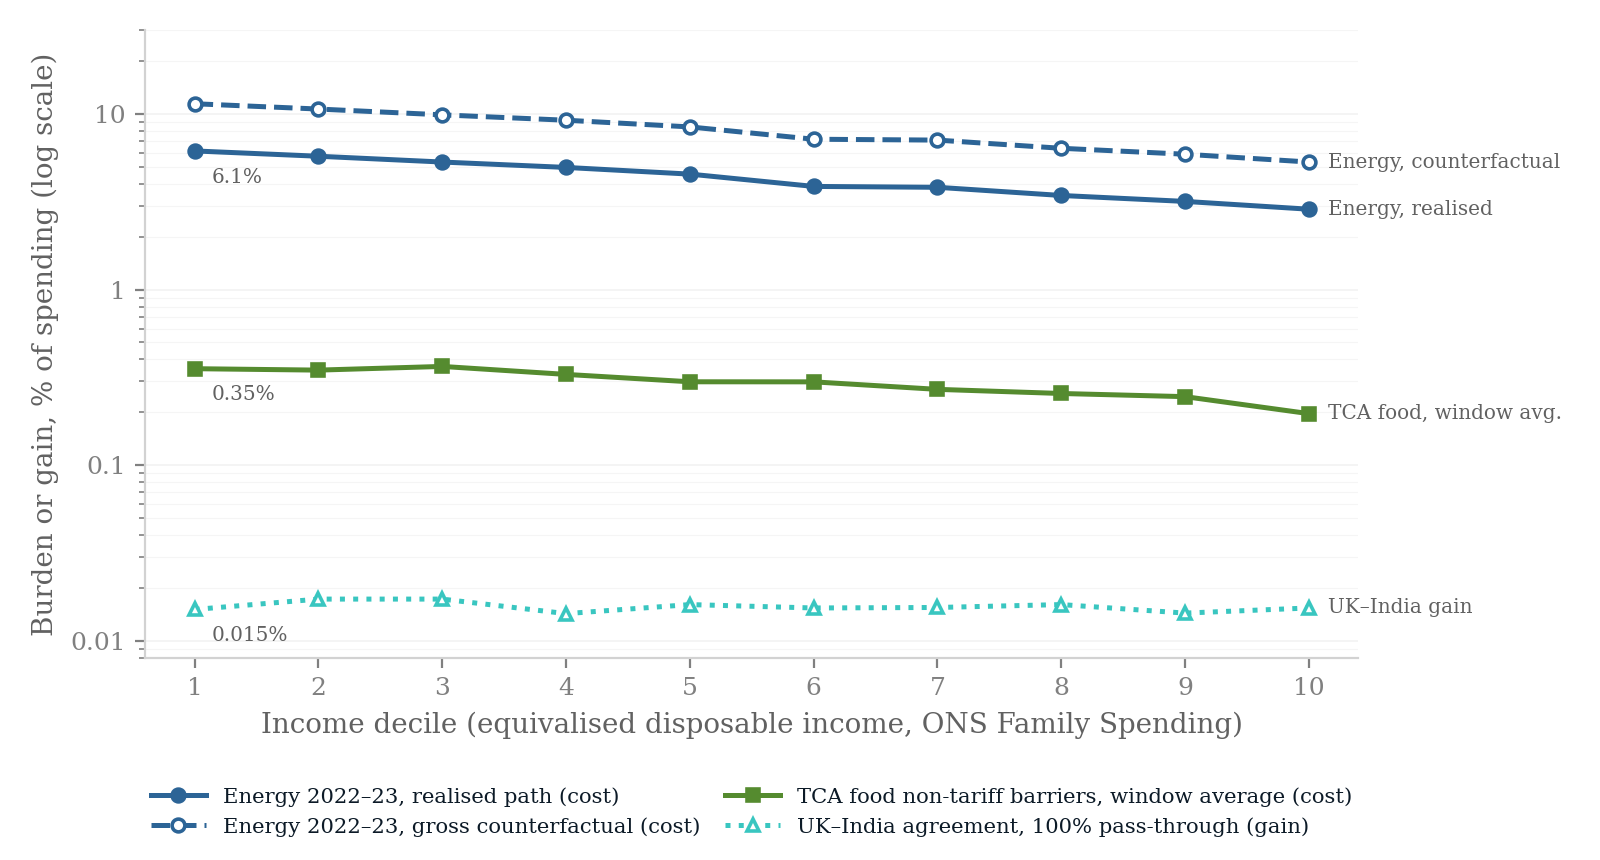 Burden or gain, % of spending (log scale)
10
1
0.1
0.01
6.1%
0.35%
0.015%
Energy, counterfactual
Energy, realised
TCA food, window avg.
UK–India gain
1 2 3 4 5 6 7 8 9 10
Income decile (equivalised disposable income, ONS Family Spending)
Energy 2022–23, realised path (cost)
Energy 2022–23, gross counterfactual (cost)
TCA food non-tariff barriers, window average (cost)
UK–India agreement, 100% pass-through (gain)